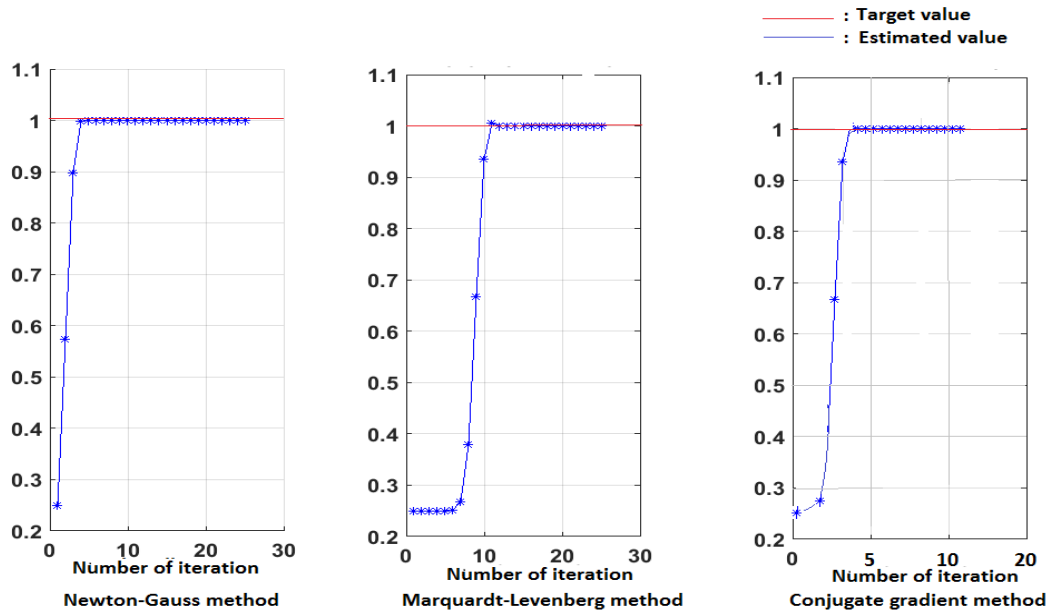 : Target value
: Estimated value
1.1
1
0.9
0.8
0.7
0.6
0.5
0.4
0.3
0.2
0 10 20 30
Number of iteration
Newton-Gauss method
1.1
1
0.9
0.8
0.7
0.6
0.5
0.4
0.3
0.2
0 10 20 30
Number of iteration
Marquardt-Levenberg method
1.1
1
0.9
0.8
0.7
0.6
0.5
0.4
0.3
0.2
0 5 10 20
Number of iteration
Conjugate gradient method